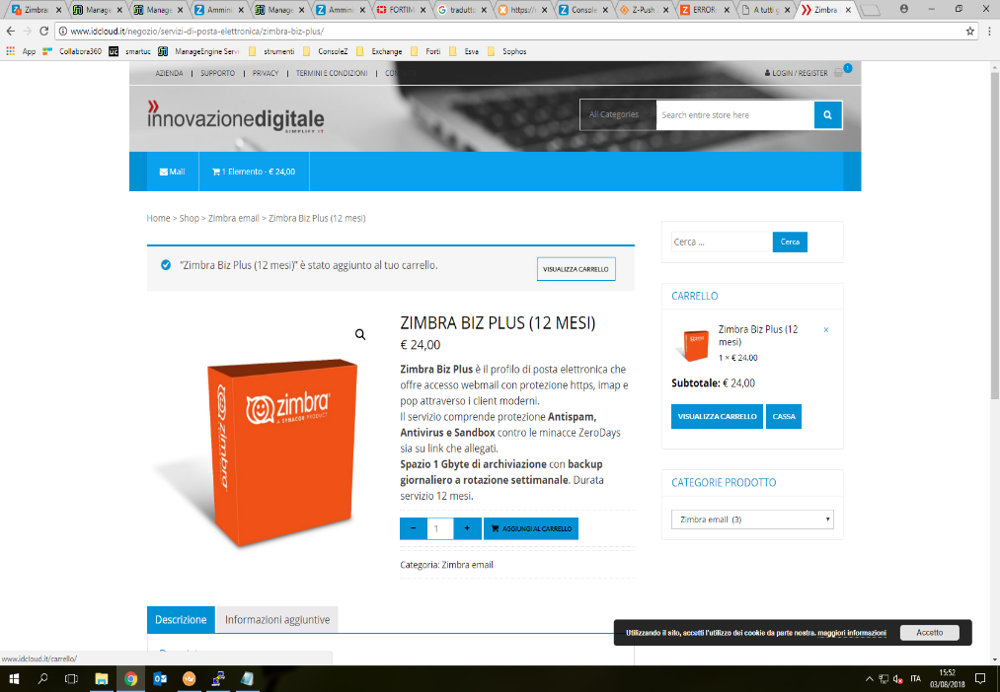 Zimbra:
Manage
Manage
Ammin
Manage
Ammin
FORTIM
tradutto
https://
Console
Z-Push
ERROR:
A tutti g
Zimbra
www.idcloud.it/negozio/servizi-di-posta-elettronica/zimbra-biz-plus/
App
Collabora360
smartuc
ManageEngine Servi
strumenti
ConsoleZ
Exchange
Forti
Esva
Sophos
AZIENDA | SUPPORTO | PRIVACY | TERMINI E CONDIZIONI |
LOGIN / REGISTER
1
innovazionedigitale
SIMPLIFY IT
All Categories
Search entire store here
Mail
1 Elemento - € 24,00
Home > Shop > Zimbra email > Zimbra Biz Plus (12 mesi)
"Zimbra Biz Plus (12 mesi)" è stato aggiunto al tuo carrello.
VISUALIZZA CARRELLO
zimbra
A SYNACOR PRODUCT
zimbra
ZIMBRA BIZ PLUS (12 MESI)
€ 24,00
Zimbra Biz Plus è il profilo di posta elettronica che
offre accesso webmail con protezione https, imap e
pop attraverso i client moderni.
Il servizio comprende protezione Antispam,
Antivirus e Sandbox contro le minacce ZeroDays
sia su link che allegati.
Spazio 1 Gbyte di archiviazione con backup
giornaliero a rotazione settimanale. Durata
servizio 12 mesi.
− 1 +
AGGIUNGI AL CARRELLO
Categoria: Zimbra email
Cerca ...
Cerca
CARRELLO
Zimbra Biz Plus (12
mesi)
×
1 × € 24,00
Subtotale: € 24,00
VISUALIZZA CARRELLO
CASSA
CATEGORIE PRODOTTO
Zimbra email (3)
Descrizione
Informazioni aggiuntive
Utilizzando il sito, accetti l'utilizzo dei cookie da parte nostra. maggiori informazioni
Accetto
www.idcloud.it/carrello/
ITA
15:52
03/08/2018